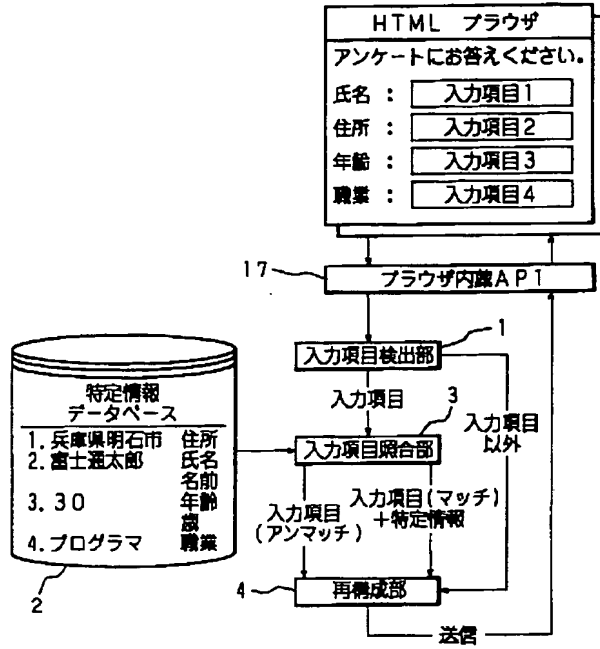 HTML ブラウザ
アンケートにお答えください。
氏名 : 入力項目1
住所 : 入力項目2
年齢 : 入力項目3
職業 : 入力項目4
17
ブラウザ内蔵API
1
入力項目検出部
入力項目
3
入力項目以外
入力項目照合部
特定情報
データベース
1. 兵庫県明石市 住所
2. 富士通太郎 氏名
名前
3. 30 年齢
歳
4. プログラマ 職業
2
入力項目
(アンマッチ)
入力項目(マッチ)
+特定情報
4
再構成部
送信